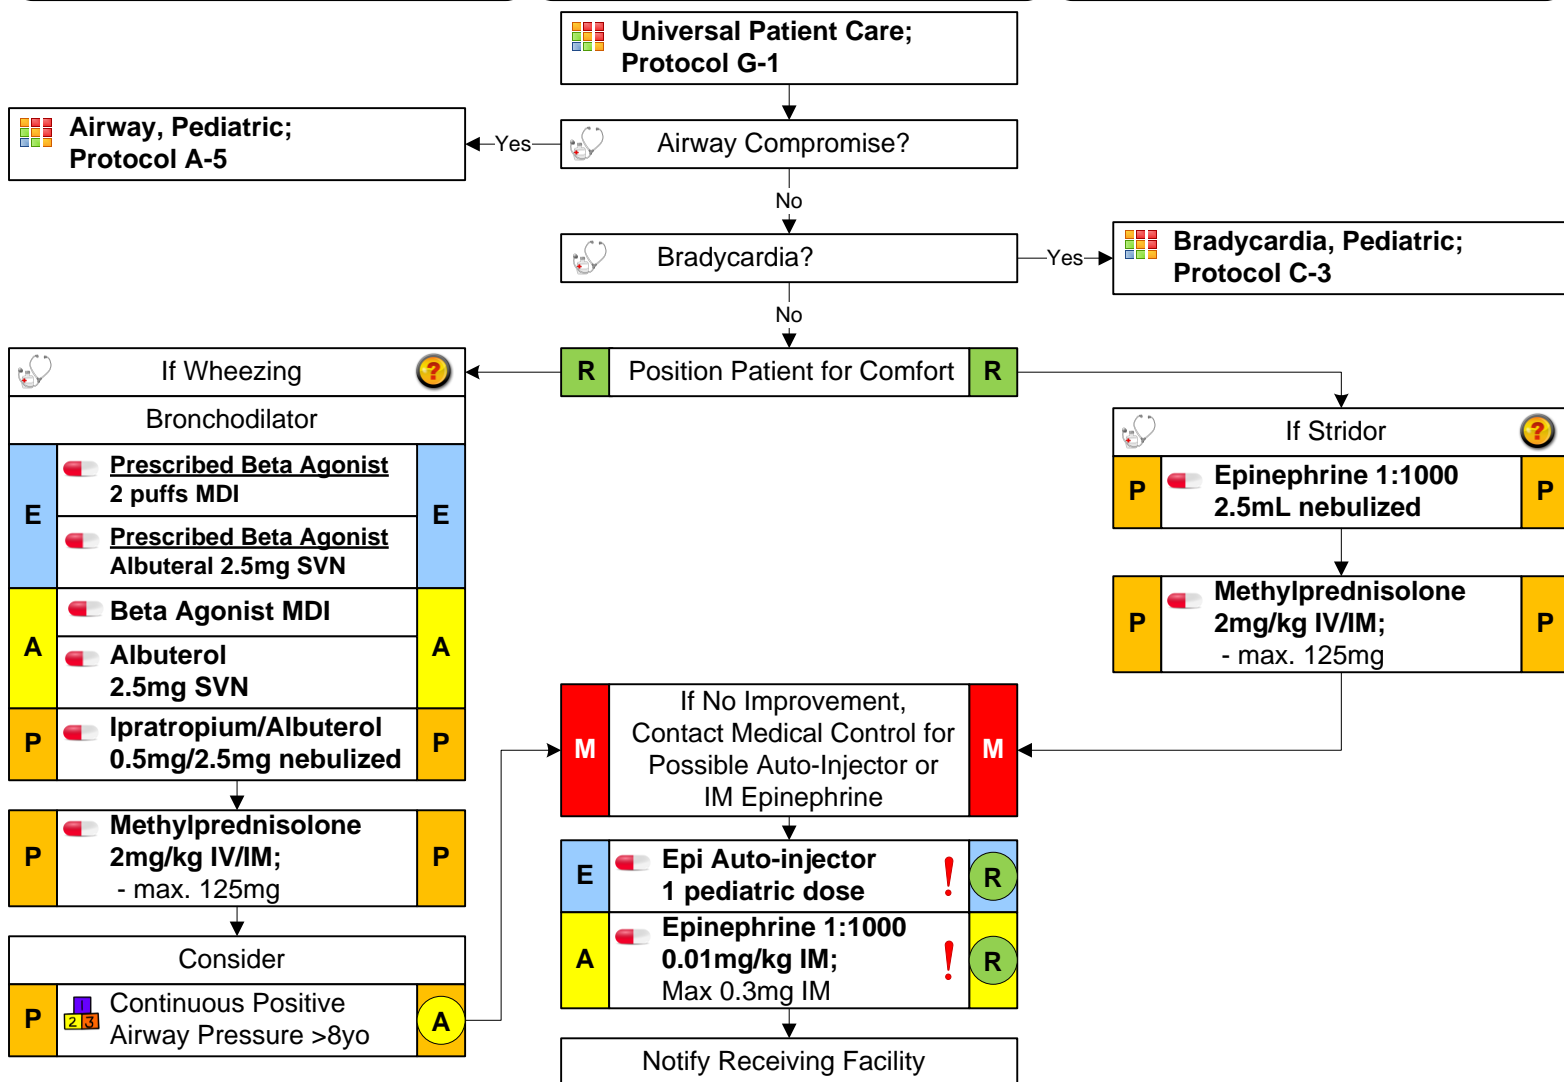 Universal Patient Care;
Protocol G-1
Airway, Pediatric;
Protocol A-5
Yes
Airway Compromise?
No
Bradycardia?
Yes
Bradycardia, Pediatric;
Protocol C-3
No
R Position Patient for Comfort R
If Wheezing ?
Bronchodilator
E
Prescribed Beta Agonist
2 puffs MDI
E
Prescribed Beta Agonist
Albuteral 2.5mg SVN
A
Beta Agonist MDI
A
Albuterol
2.5mg SVN
P
Ipratropium/Albuterol
0.5mg/2.5mg nebulized
P
P
Methylprednisolone
2mg/kg IV/IM;
- max. 125mg
P
Consider
P
1
2 3
Continuous Positive
Airway Pressure >8yo
A
If Stridor ?
P
Epinephrine 1:1000
2.5mL nebulized
P
P
Methylprednisolone
2mg/kg IV/IM;
- max. 125mg
P
M
If No Improvement,
Contact Medical Control for
Possible Auto-Injector or
IM Epinephrine
M
E
Epi Auto-injector
1 pediatric dose
! R
A
Epinephrine 1:1000
0.01mg/kg IM;
Max 0.3mg IM
! R
Notify Receiving Facility